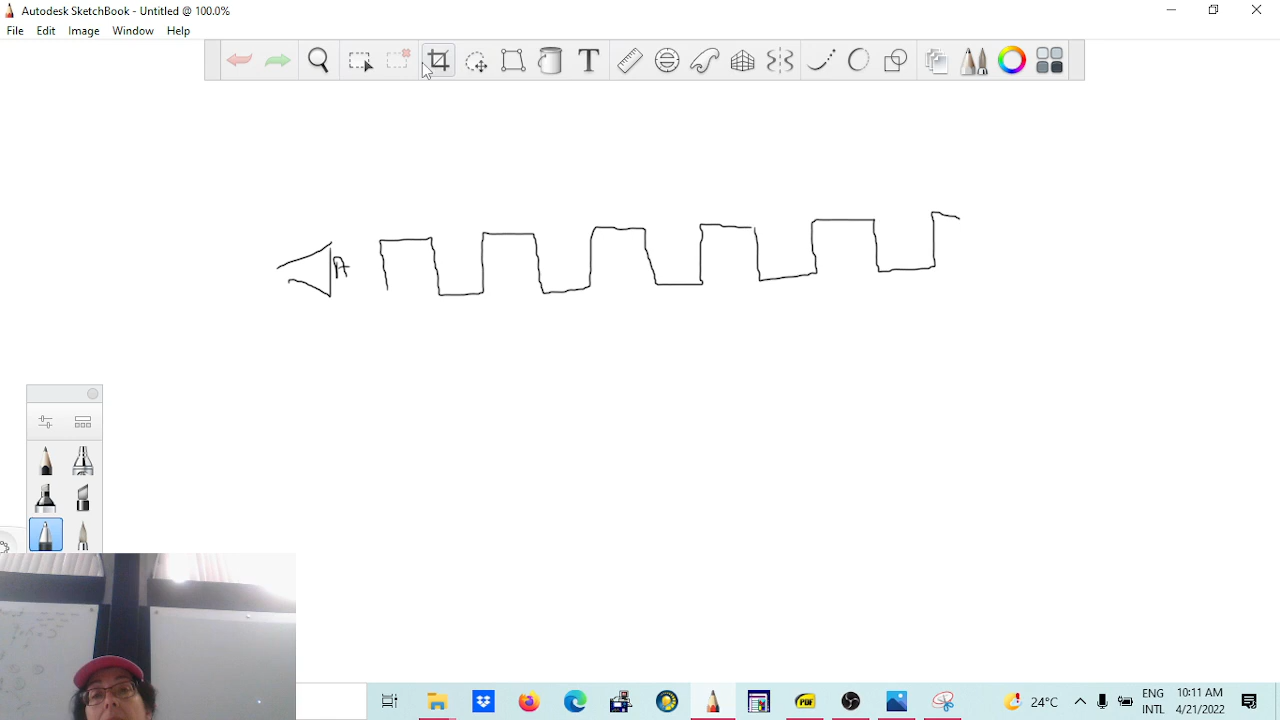 Autodesk SketchBook - Untitled @ 100.0%
File Edit Image Window Help
T
A
PDF
24°C
ENG
INTL
10:11 AM
4/21/2022